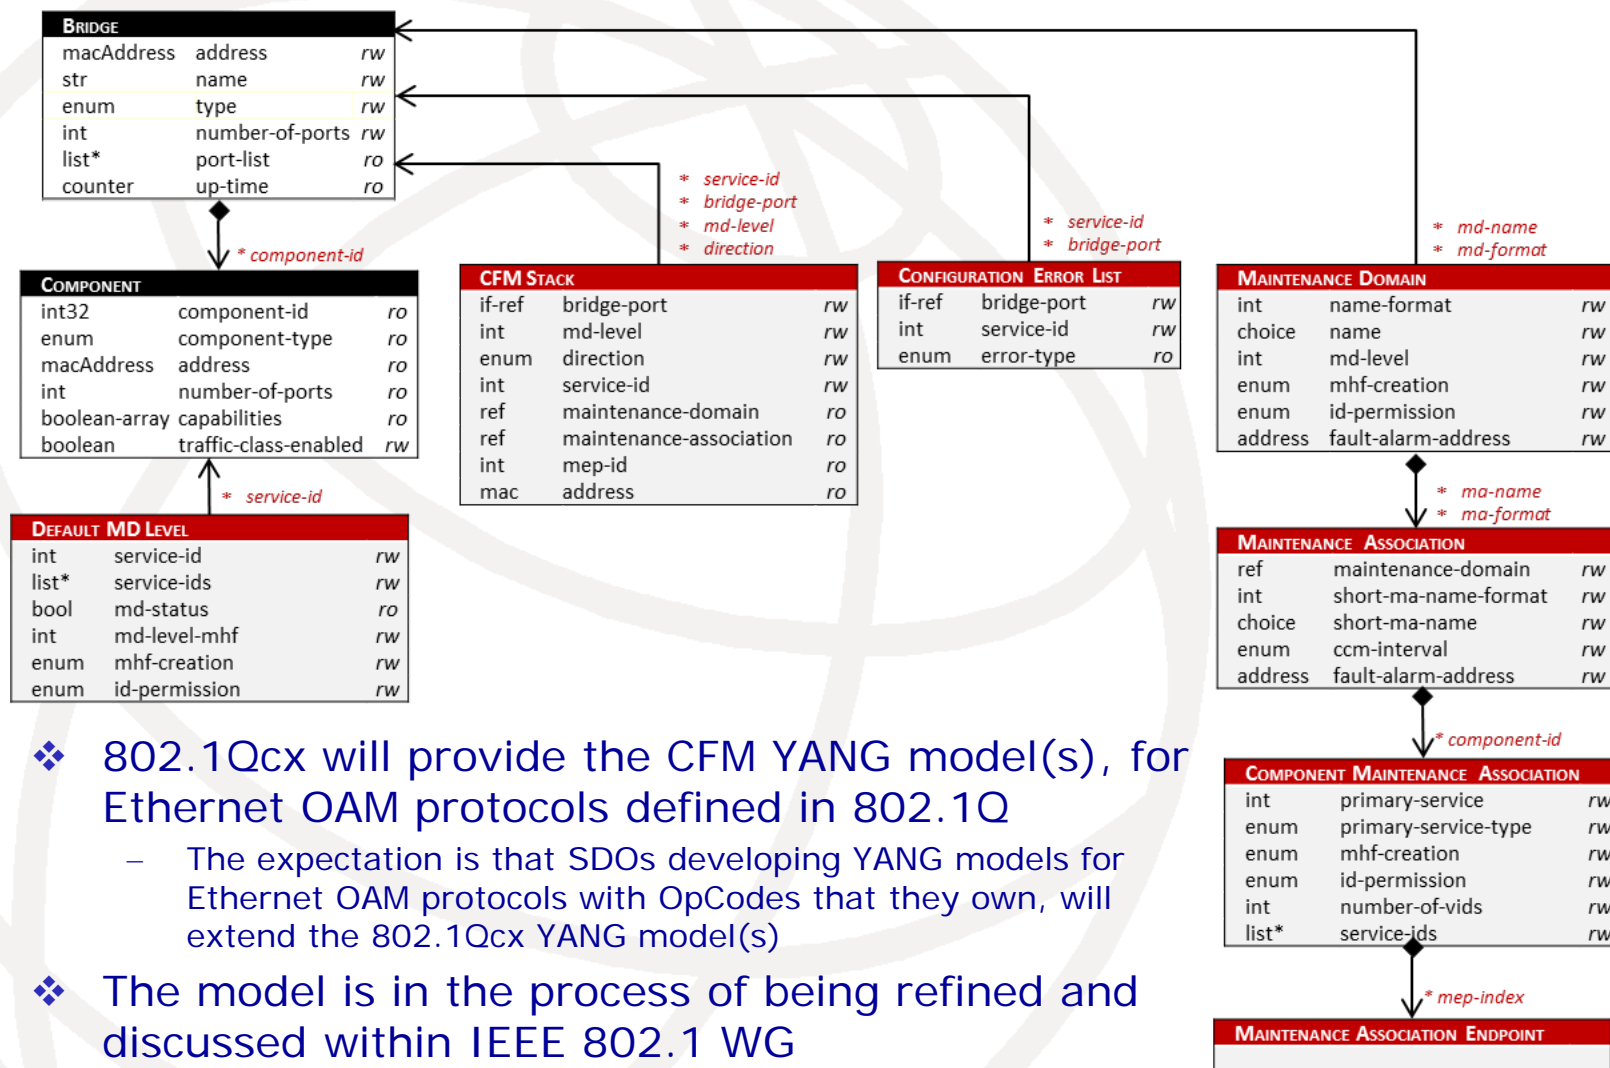 BRIDGE
macAddress address rw
str name rw
enum type rw
int number-of-ports rw
list* port-list ro
counter up-time ro
* component-id
COMPONENT
int32 component-id ro
enum component-type ro
macAddress address ro
int number-of-ports ro
boolean-array capabilities ro
boolean traffic-class-enabled rw
* service-id
DEFAULT MD LEVEL
int service-id rw
list* service-ids rw
bool md-status ro
int md-level-mhf rw
enum mhf-creation rw
enum id-permission rw
* service-id
* bridge-port
* md-level
* direction
CFM STACK
if-ref bridge-port rw
int md-level rw
enum direction rw
int service-id rw
ref maintenance-domain ro
ref maintenance-association ro
int mep-id ro
mac address ro
* service-id
* bridge-port
CONFIGURATION ERROR LIST
if-ref bridge-port rw
int service-id rw
enum error-type ro
* md-name
* md-format
MAINTENANCE DOMAIN
int name-format rw
choice name rw
int md-level rw
enum mhf-creation rw
enum id-permission rw
address fault-alarm-address rw
* ma-name
* ma-format
MAINTENANCE ASSOCIATION
ref maintenance-domain rw
int short-ma-name-format rw
choice short-ma-name rw
enum ccm-interval rw
address fault-alarm-address rw
* component-id
COMPONENT MAINTENANCE ASSOCIATION
int primary-service rw
enum primary-service-type rw
enum mhf-creation rw
enum id-permission rw
int number-of-vids rw
list* service-ids rw
* mep-index
MAINTENANCE ASSOCIATION ENDPOINT
❖ 802.1Qcx will provide the CFM YANG model(s), for
Ethernet OAM protocols defined in 802.1Q
– The expectation is that SDOs developing YANG models for
Ethernet OAM protocols with OpCodes that they own, will
extend the 802.1Qcx YANG model(s)
❖ The model is in the process of being refined and
discussed within IEEE 802.1 WG